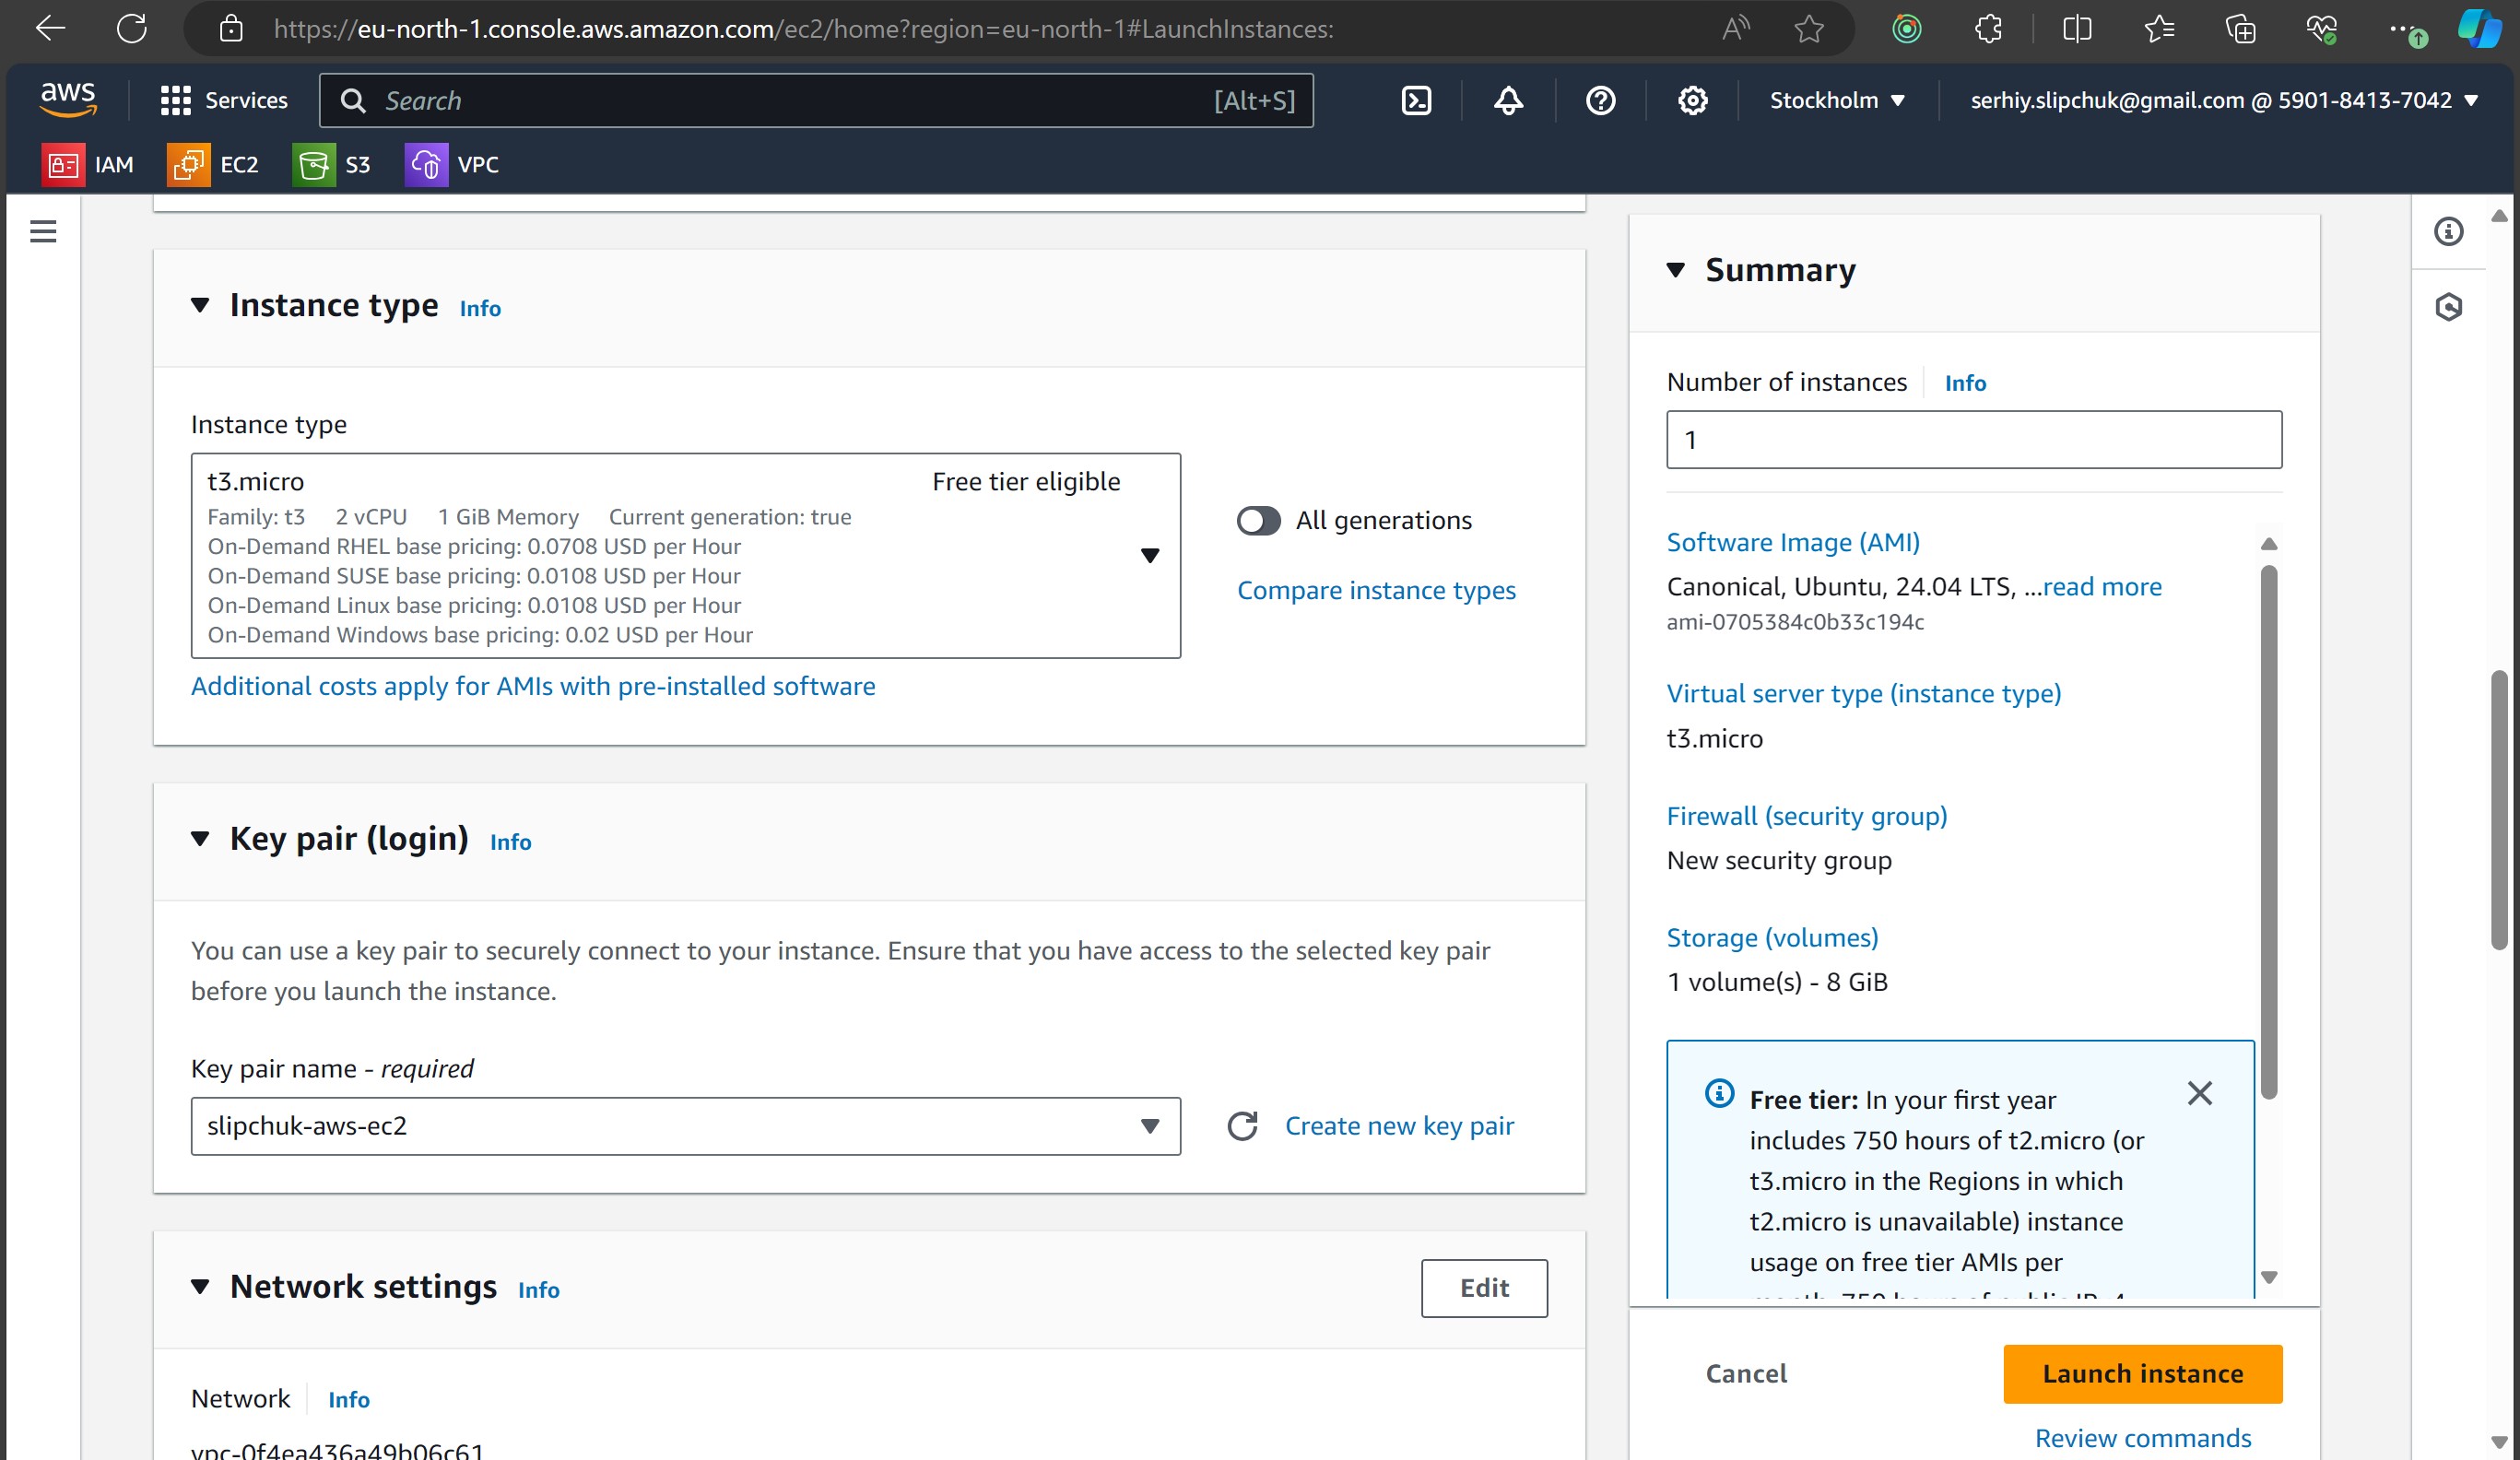 https://eu-north-1.console.aws.amazon.com/ec2/home?region=eu-north-1#LaunchInstances:
aws
Services
Search
[Alt+S]
Stockholm
serhiy.slipchuk@gmail.com @ 5901-8413-7042
IAM
EC2
S3
VPC
Instance type Info
Instance type
t3.micro
Free tier eligible
Family: t3 2 vCPU 1 GiB Memory Current generation: true
On-Demand RHEL base pricing: 0.0708 USD per Hour
On-Demand SUSE base pricing: 0.0108 USD per Hour
On-Demand Linux base pricing: 0.0108 USD per Hour
On-Demand Windows base pricing: 0.02 USD per Hour
All generations
Compare instance types
Additional costs apply for AMIs with pre-installed software
Key pair (login) Info
You can use a key pair to securely connect to your instance. Ensure that you have access to the selected key pair
before you launch the instance.
Key pair name - required
slipchuk-aws-ec2
Create new key pair
Network settings Info
Edit
Network Info
vpc-0f4ea436a49b06c61
Summary
Number of instances Info
1
Software Image (AMI)
Canonical, Ubuntu, 24.04 LTS, ...read more
ami-0705384c0b33c194c
Virtual server type (instance type)
t3.micro
Firewall (security group)
New security group
Storage (volumes)
1 volume(s) - 8 GiB
Free tier: In your first year
includes 750 hours of t2.micro (or
t3.micro in the Regions in which
t2.micro is unavailable) instance
usage on free tier AMIs per
Cancel
Launch instance
Review commands